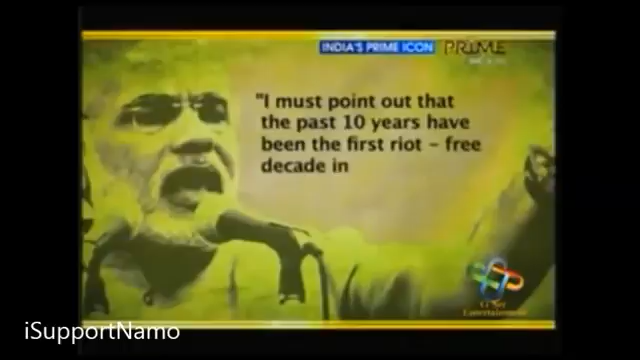 INDIA'S PRIME ICON PRIME
"I must point out that
the past 10 years have
been the first riot – free
decade in
Entertainment
iSupportNamo